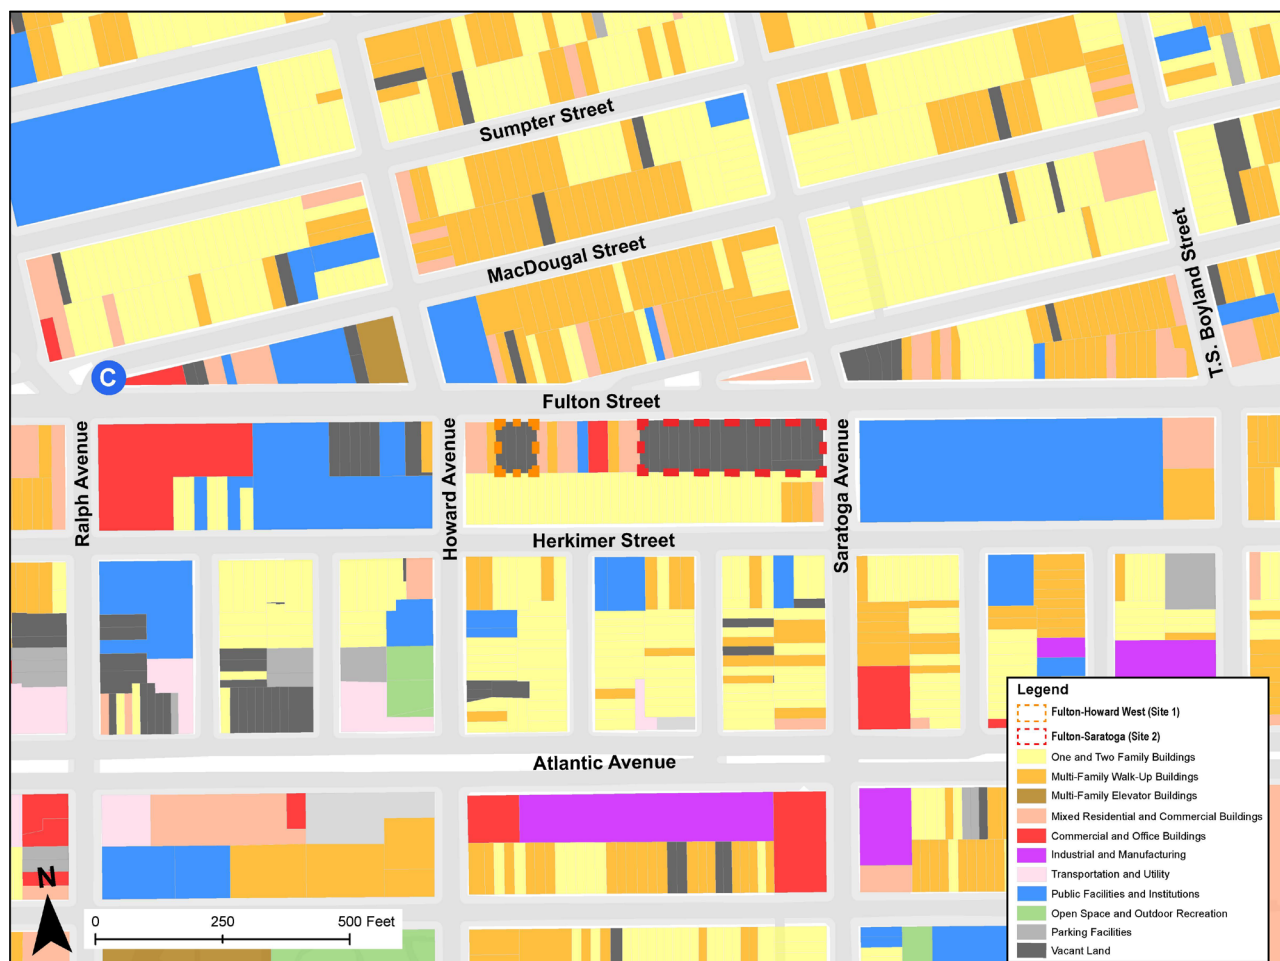 Sumpter Street
MacDougal Street
T.S. Boyland Street
C
Fulton Street
Ralph Avenue
Howard Avenue
Saratoga Avenue
Herkimer Street
Atlantic Avenue
Legend
Fulton-Howard West (Site 1)
Fulton-Saratoga (Site 2)
One and Two Family Buildings
Multi-Family Walk-Up Buildings
Multi-Family Elevator Buildings
Mixed Residential and Commercial Buildings
Commercial and Office Buildings
Industrial and Manufacturing
Transportation and Utility
Public Facilities and Institutions
Open Space and Outdoor Recreation
Parking Facilities
Vacant Land
N
0 250 500 Feet